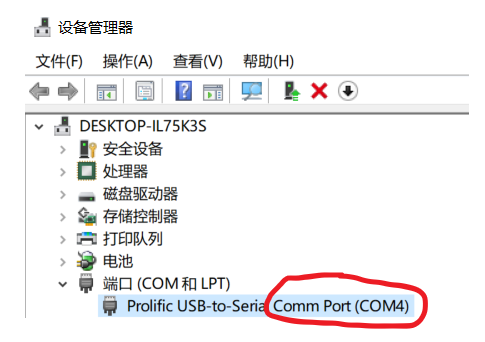 设备管理器
文件(F) 操作(A) 查看(V) 帮助(H)
DESKTOP-IL75K3S
安全设备
处理器
磁盘驱动器
存储控制器
打印队列
电池
端口 (COM 和 LPT)
Prolific USB-to-Serial Comm Port (COM4)